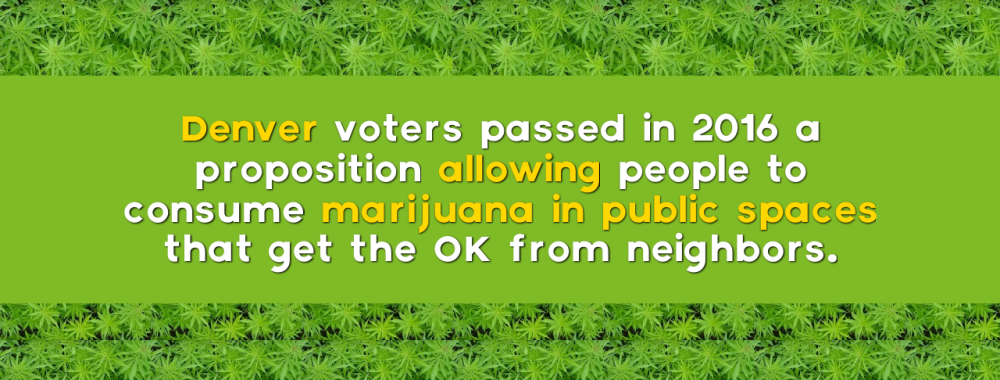 Denver voters passed in 2016 a
proposition allowing people to
consume marijuana in public spaces
that get the OK from neighbors.